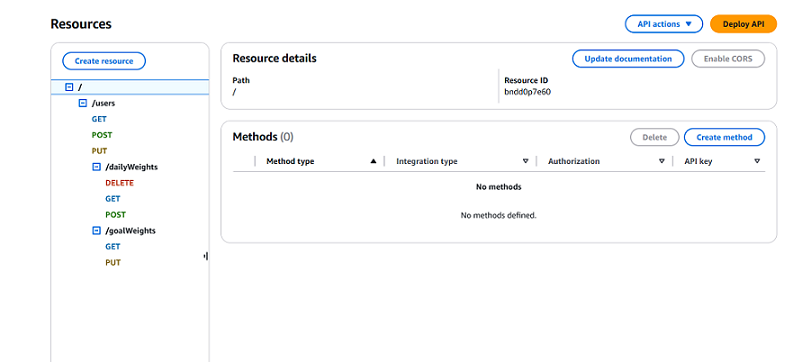 Resources
API actions
Deploy API
Create resource
/
/users
GET
POST
PUT
/dailyWeights
DELETE
GET
POST
/goalWeights
GET
PUT
Resource details
Update documentation
Enable CORS
Path
/
Resource ID
bndd0p7e60
Methods (0)
Delete
Create method
Method type
Integration type
Authorization
API key
No methods
No methods defined.